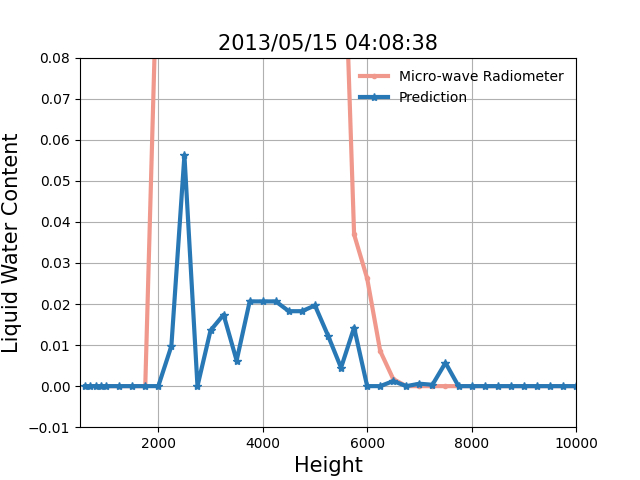 2013/05/15 04:08:38
Liquid Water Content
0.08
0.07
0.06
0.05
0.04
0.03
0.02
0.01
0.00
−0.01
Micro-wave Radiometer
Prediction
2000 4000 6000 8000 10000
Height